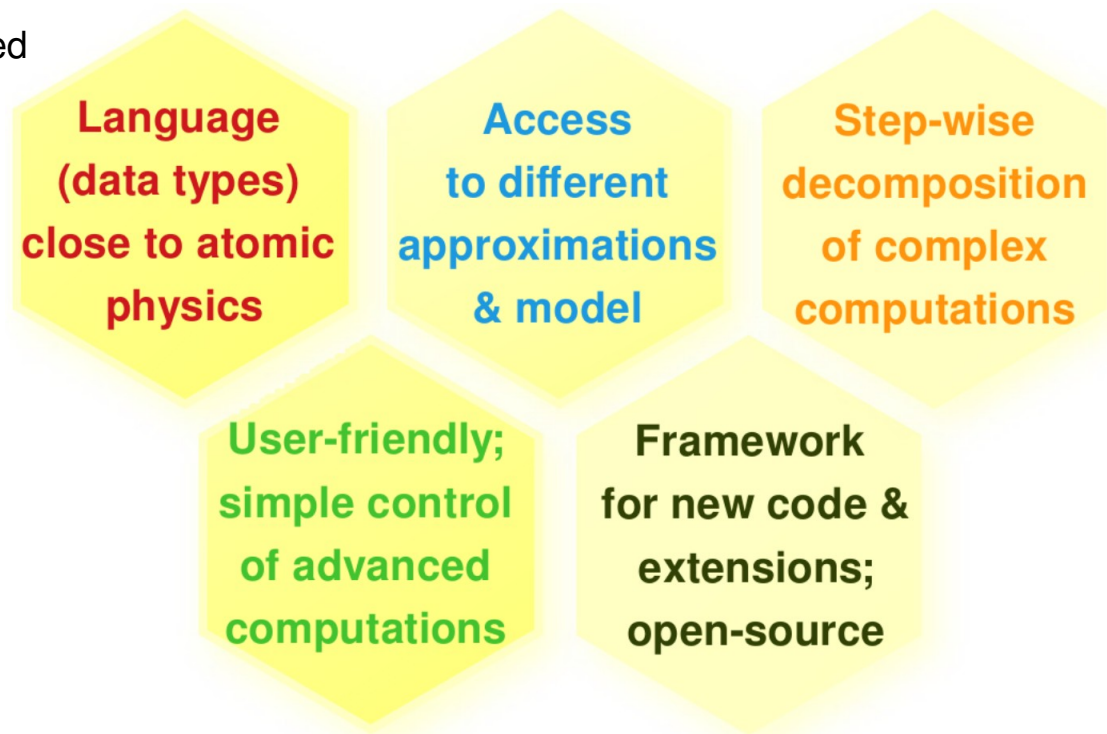 ed
Language
(data types)
close to atomic
physics
Access
to different
approximations
& model
Step-wise
decomposition
of complex
computations
User-friendly;
simple control
of advanced
computations
Framework
for new code &
extensions;
open-source